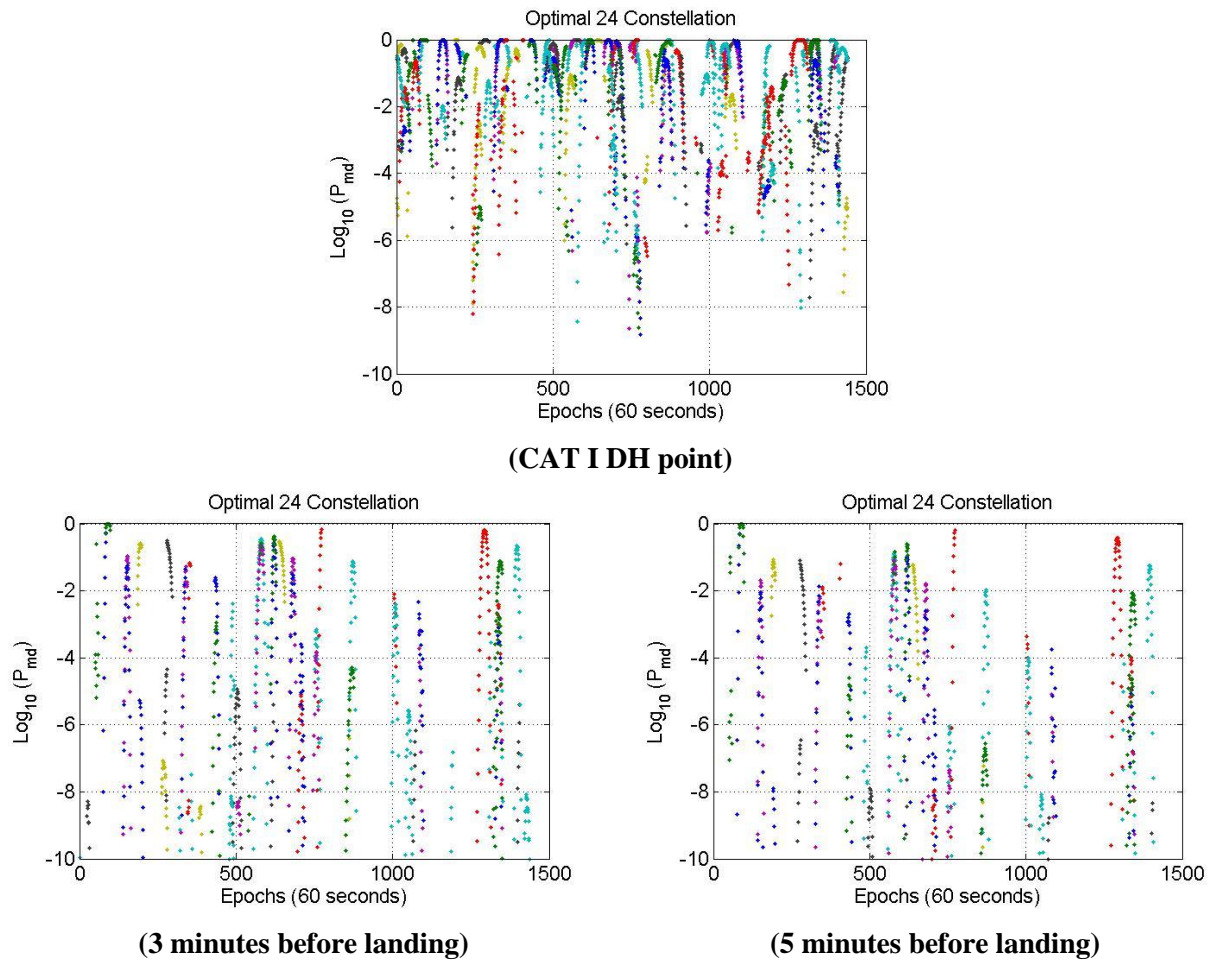 Optimal 24 Constellation
Log10 (Pmd)
0
-2
-4
-6
-8
-10
0 500 1000 1500
Epochs (60 seconds)
(CAT I DH point)
Optimal 24 Constellation
Log10 (Pmd)
0
-2
-4
-6
-8
-10
0 500 1000 1500
Epochs (60 seconds)
(3 minutes before landing)
Optimal 24 Constellation
Log10 (Pmd)
0
-2
-4
-6
-8
-10
0 500 1000 1500
Epochs (60 seconds)
(5 minutes before landing)